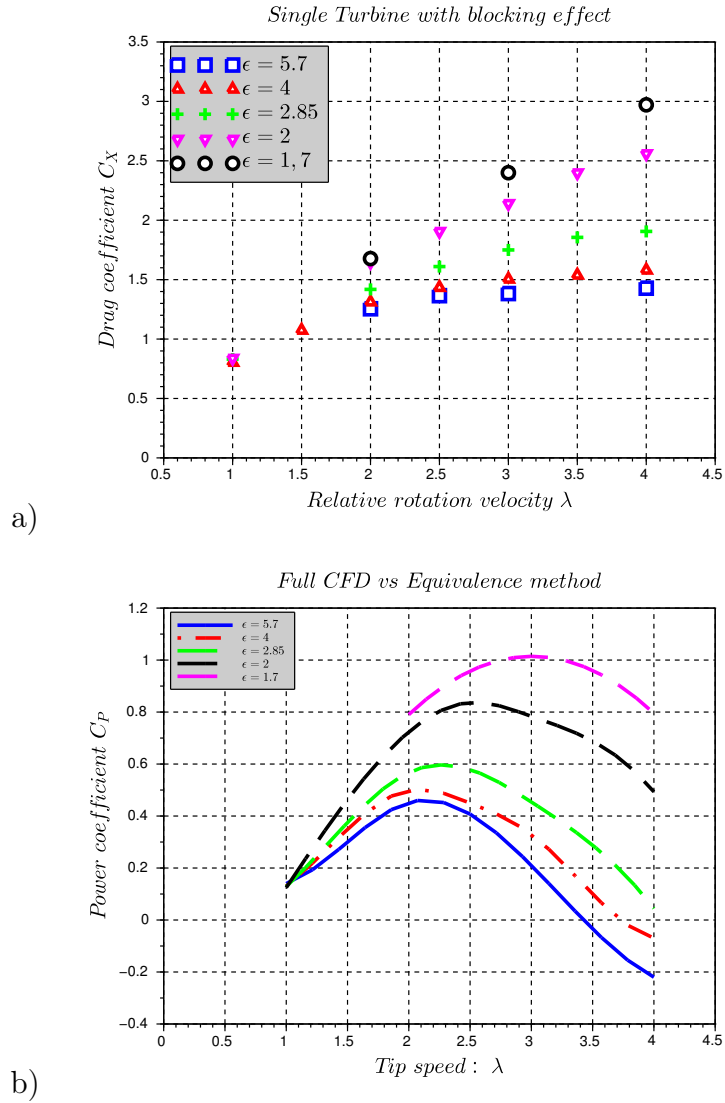 Single Turbine with blocking effect
3.5
3
2.5
2
1.5
1
0.5
0
Drag coefficient C_X
ϵ = 5.7
ϵ = 4
ϵ = 2.85
ϵ = 2
ϵ = 1, 7
0.5 1 1.5 2 2.5 3 3.5 4 4.5
Relative rotation velocity λ
a)
Full CFD vs Equivalence method
1.2
1
0.8
0.6
0.4
0.2
0
−0.2
−0.4
Power coefficient C_P
ϵ = 5.7
ϵ = 4
ϵ = 2.85
ϵ = 2
ϵ = 1.7
0 0.5 1 1.5 2 2.5 3 3.5 4 4.5
Tip speed : λ
b)